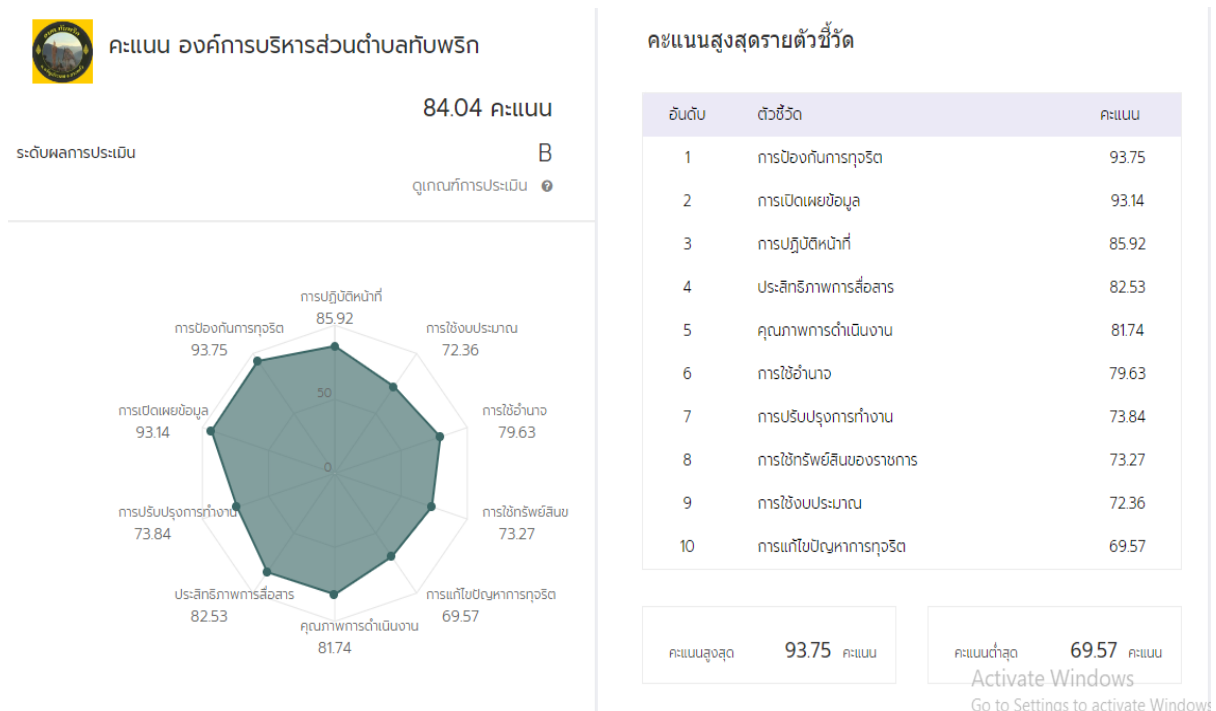 คะแนน องค์การบริหารส่วนตำบลทับพริก
84.04 คะแนน
ระดับผลการประเมิน
B
ดูเกณฑ์การประเมิน
การปฏิบัติหน้าที่
85.92
การป้องกันการทุจริต
93.75
การใช้งบประมาณ
72.36
การเปิดเผยข้อมูล
93.14
การใช้อำนาจ
79.63
50
0
การปรับปรุงการทำงาน
73.84
การใช้ทรัพย์สินข
73.27
ประสิทธิภาพการสื่อสาร
82.53
การแก้ไขปัญหาการทุจริต
69.57
คุณภาพการดำเนินงาน
81.74
คะแนนสูงสุดรายตัวชี้วัด
อันดับ ตัวชี้วัด คะแนน
1 การป้องกันการทุจริต 93.75
2 การเปิดเผยข้อมูล 93.14
3 การปฏิบัติหน้าที่ 85.92
4 ประสิทธิภาพการสื่อสาร 82.53
5 คุณภาพการดำเนินงาน 81.74
6 การใช้อำนาจ 79.63
7 การปรับปรุงการทำงาน 73.84
8 การใช้ทรัพย์สินของราชการ 73.27
9 การใช้งบประมาณ 72.36
10 การแก้ไขปัญหาการทุจริต 69.57
คะแนนสูงสุด 93.75 คะแนน
คะแนนต่ำสุด 69.57 คะแนน
Activate Windows
Go to Settings to activate Windows